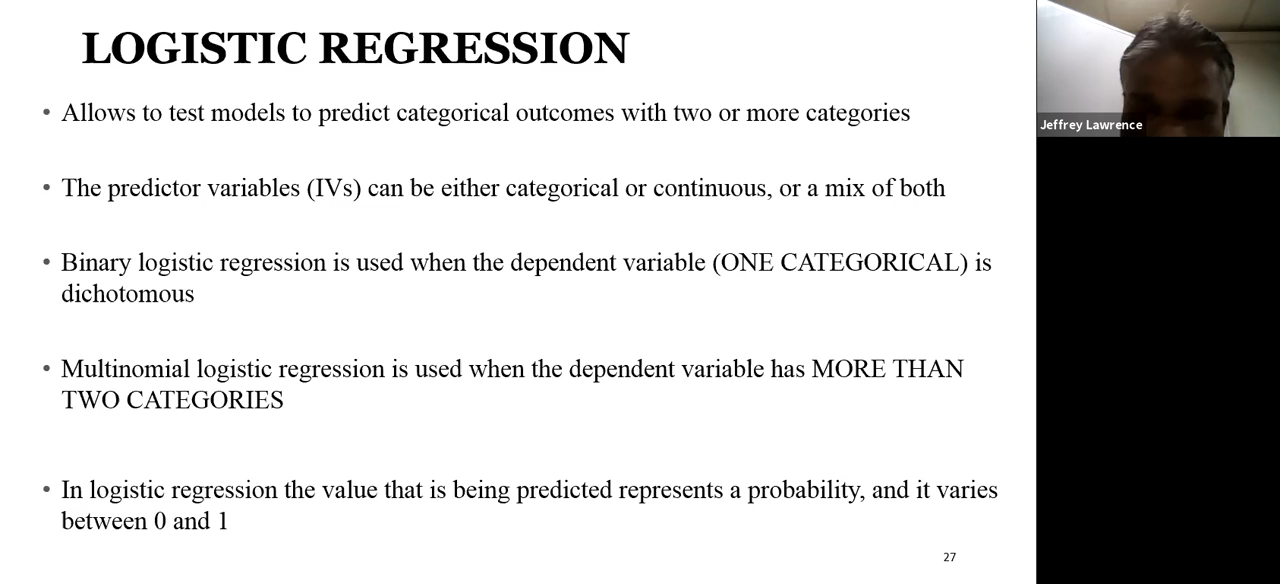 LOGISTIC REGRESSION
• Allows to test models to predict categorical outcomes with two or more categories
• The predictor variables (IVs) can be either categorical or continuous, or a mix of both
• Binary logistic regression is used when the dependent variable (ONE CATEGORICAL) is
dichotomous
• Multinomial logistic regression is used when the dependent variable has MORE THAN
TWO CATEGORIES
• In logistic regression the value that is being predicted represents a probability, and it varies
between 0 and 1
27
Jeffrey Lawrence